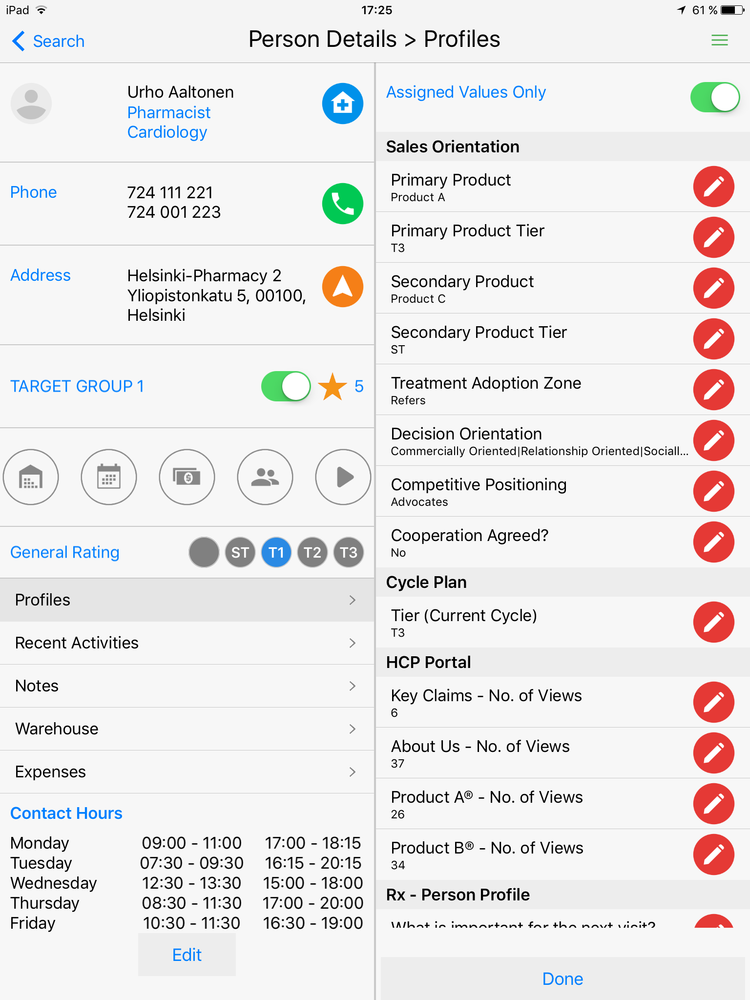 iPad
17:25
61 %
Search
Person Details > Profiles
Urho Aaltonen
Pharmacist
Cardiology
Phone
724 111 221
724 001 223
Address
Helsinki-Pharmacy 2
Yliopistonkatu 5, 00100,
Helsinki
TARGET GROUP 1
5
General Rating
ST
T1
T2
T3
Profiles
Recent Activities
Notes
Warehouse
Expenses
Contact Hours
Monday 09:00 - 11:00 17:00 - 18:15
Tuesday 07:30 - 09:30 16:15 - 20:15
Wednesday 12:30 - 13:30 15:00 - 18:00
Thursday 08:30 - 11:30 17:00 - 20:00
Friday 10:30 - 11:30 16:30 - 19:00
Edit
Assigned Values Only
Sales Orientation
Primary Product
Product A
Primary Product Tier
T3
Secondary Product
Product C
Secondary Product Tier
ST
Treatment Adoption Zone
Refers
Decision Orientation
Commercially Oriented|Relationship Oriented|Sociall...
Competitive Positioning
Advocates
Cooperation Agreed?
No
Cycle Plan
Tier (Current Cycle)
T3
HCP Portal
Key Claims - No. of Views
6
About Us - No. of Views
37
Product A® - No. of Views
26
Product B® - No. of Views
34
Rx - Person Profile
What is important for the next visit?
Done